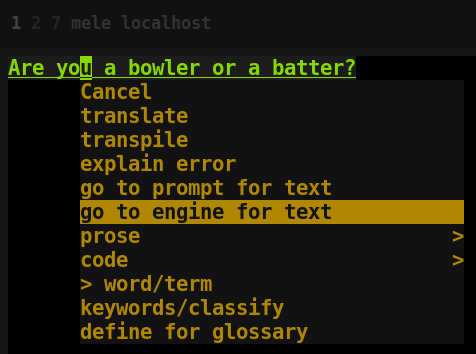 1 2 7 mele localhost
Are you a bowler or a batter?
Cancel
translate
transpile
explain error
go to prompt for text
go to engine for text
prose >
code >
> word/term
keywords/classify
define for glossary